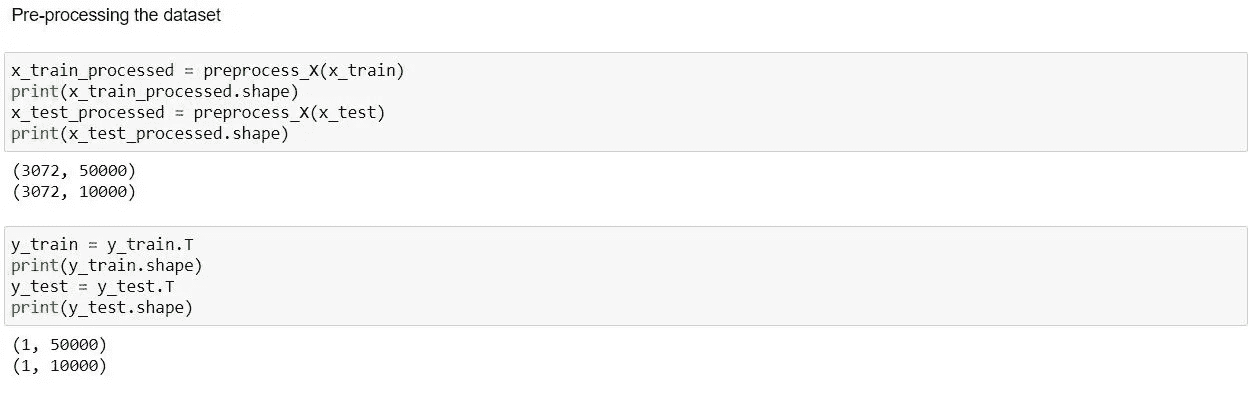 Pre-processing the dataset
x_train_processed = preprocess_X(x_train)
print(x_train_processed.shape)
x_test_processed = preprocess_X(x_test)
print(x_test_processed.shape)
(3072, 50000)
(3072, 10000)
y_train = y_train.T
print(y_train.shape)
y_test = y_test.T
print(y_test.shape)
(1, 50000)
(1, 10000)